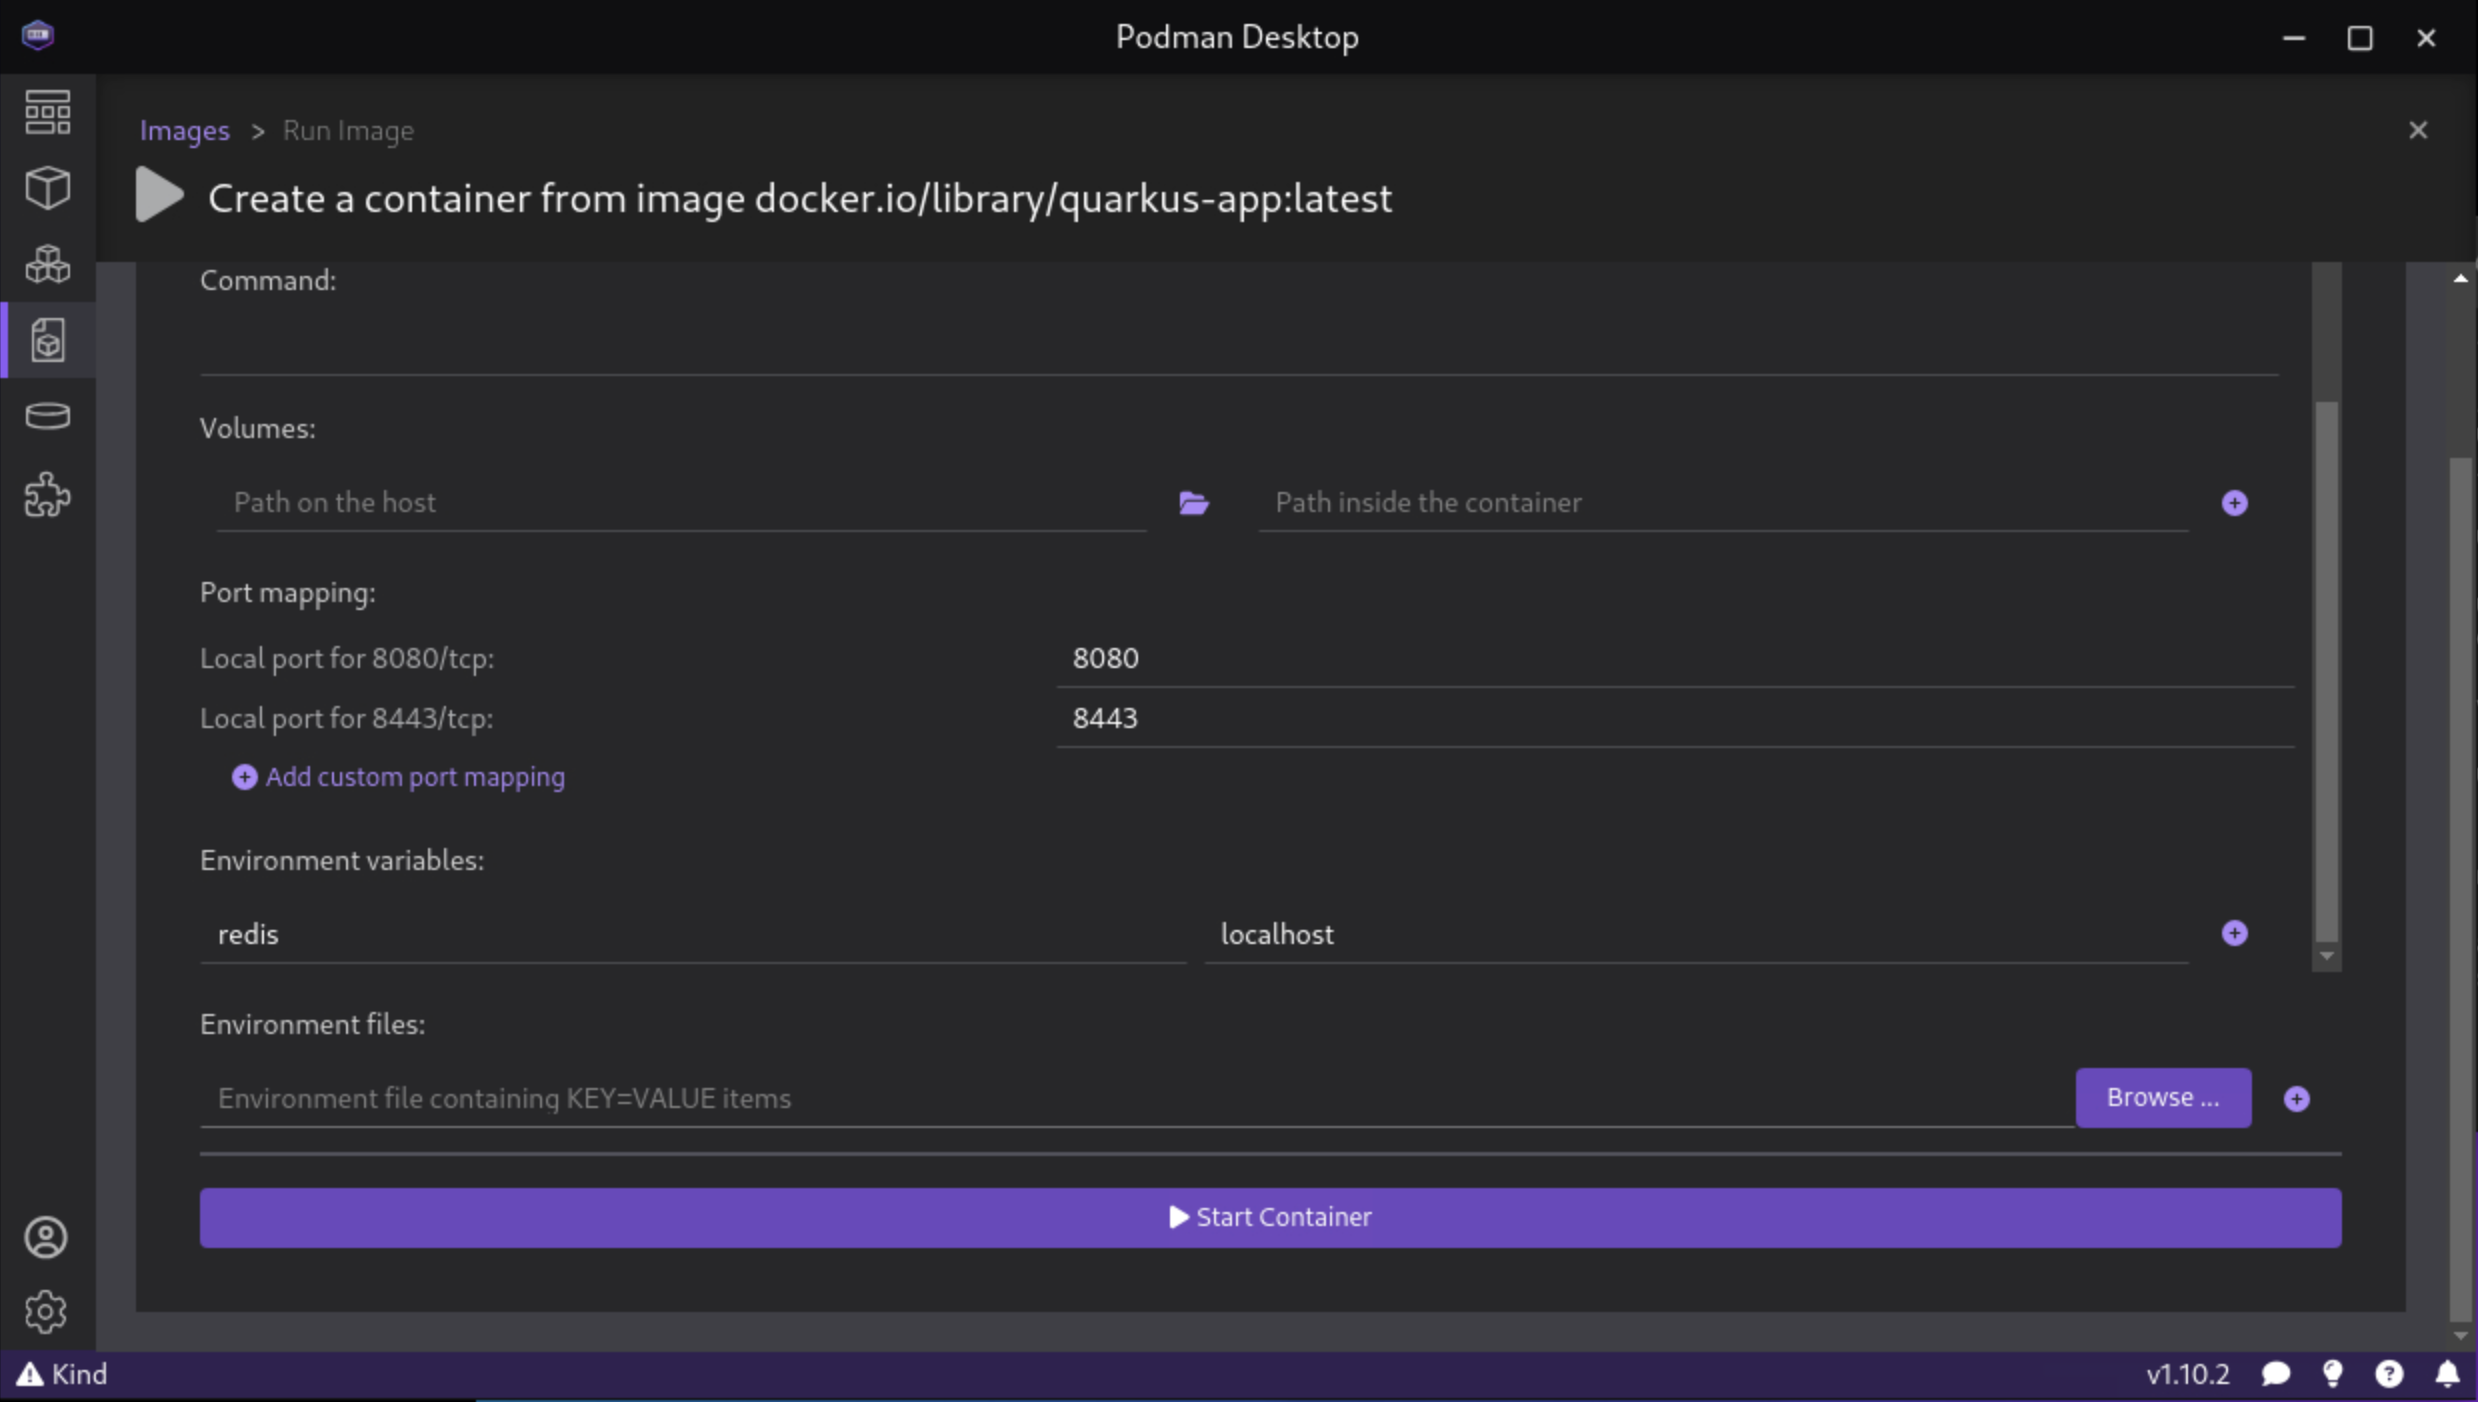 Podman Desktop
Images > Run Image
Create a container from image docker.io/library/quarkus-app:latest
Command:
Volumes:
Path on the host
Path inside the container
Port mapping:
Local port for 8080/tcp:
8080
Local port for 8443/tcp:
8443
Add custom port mapping
Environment variables:
redis
localhost
Environment files:
Environment file containing KEY=VALUE items
Browse ...
Start Container
Kind
v1.10.2